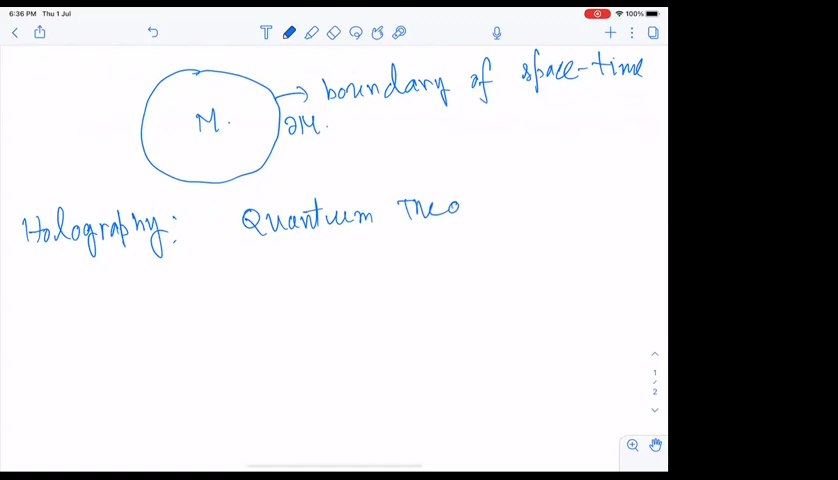 6:36 PM Thu 1 Jul
100%
T
M.
boundary of space-time
∂M.
Holography: Quantum Theo
1
2